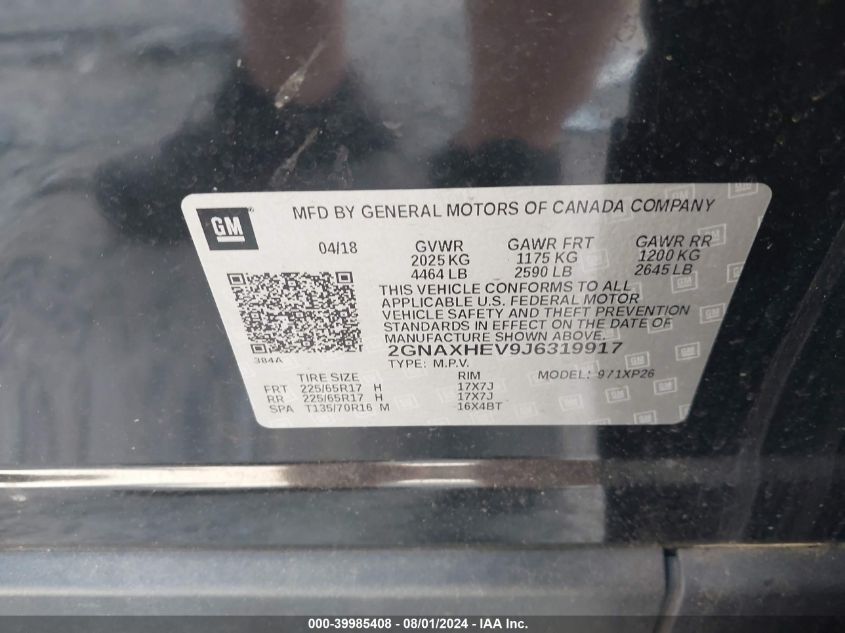 GM
MFD BY GENERAL MOTORS OF CANADA COMPANY
04/18 GVWR GAWR FRT GAWR RR
2025 KG 1175 KG 1200 KG
4464 LB 2590 LB 2645 LB
THIS VEHICLE CONFORMS TO ALL
APPLICABLE U.S. FEDERAL MOTOR
VEHICLE SAFETY AND THEFT PREVENTION
STANDARDS IN EFFECT ON THE DATE OF
MANUFACTURE SHOWN ABOVE.
2GNAXHEV9J6319917
384A
TYPE: M.P.V. MODEL: 971XP26
TIRE SIZE RIM
FRT 225/65R17 H 17X7J
RR 225/65R17 H 17X7J
SPA T135/70R16 M 16X4BT
000-39985408 - 08/01/2024 - IAA Inc.